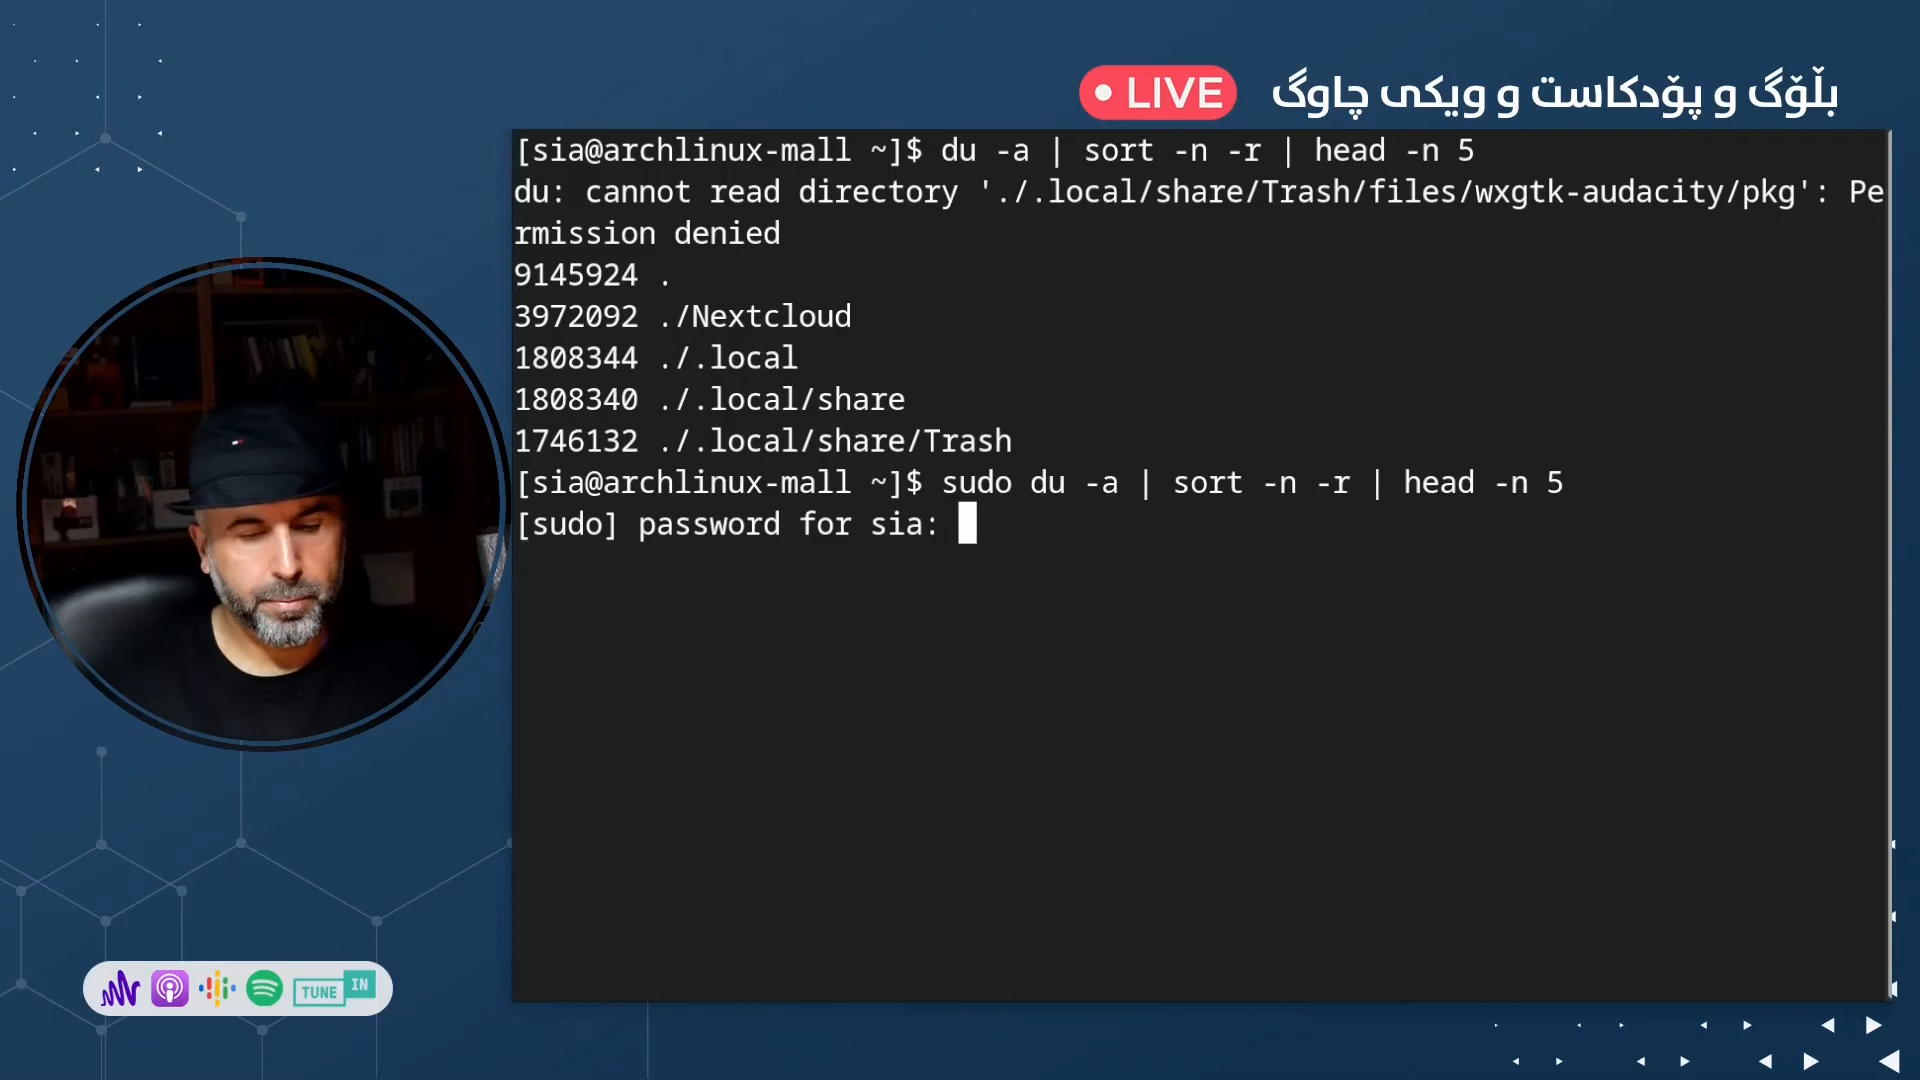 LIVE بڵۆگ و پۆدکاست و ویکی چاوگ
[sia@archlinux-mall ~]$ du -a | sort -n -r | head -n 5
du: cannot read directory './.local/share/Trash/files/wxgtk-audacity/pkg': Pe
rmission denied
9145924 .
3972092 ./Nextcloud
1808344 ./.local
1808340 ./.local/share
1746132 ./.local/share/Trash
[sia@archlinux-mall ~]$ sudo du -a | sort -n -r | head -n 5
[sudo] password for sia:
TUNE IN